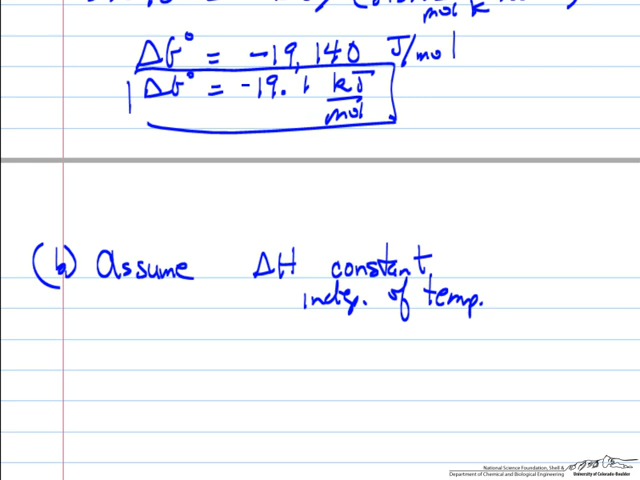 mol K
ΔG° = -19,140 J/mol
ΔG° = -19.1 kJ/mol
(b) Assume ΔH constant,
indep. of temp.
National Science Foundation, Shell &
Department of Chemical and Biological Engineering
University of Colorado Boulder